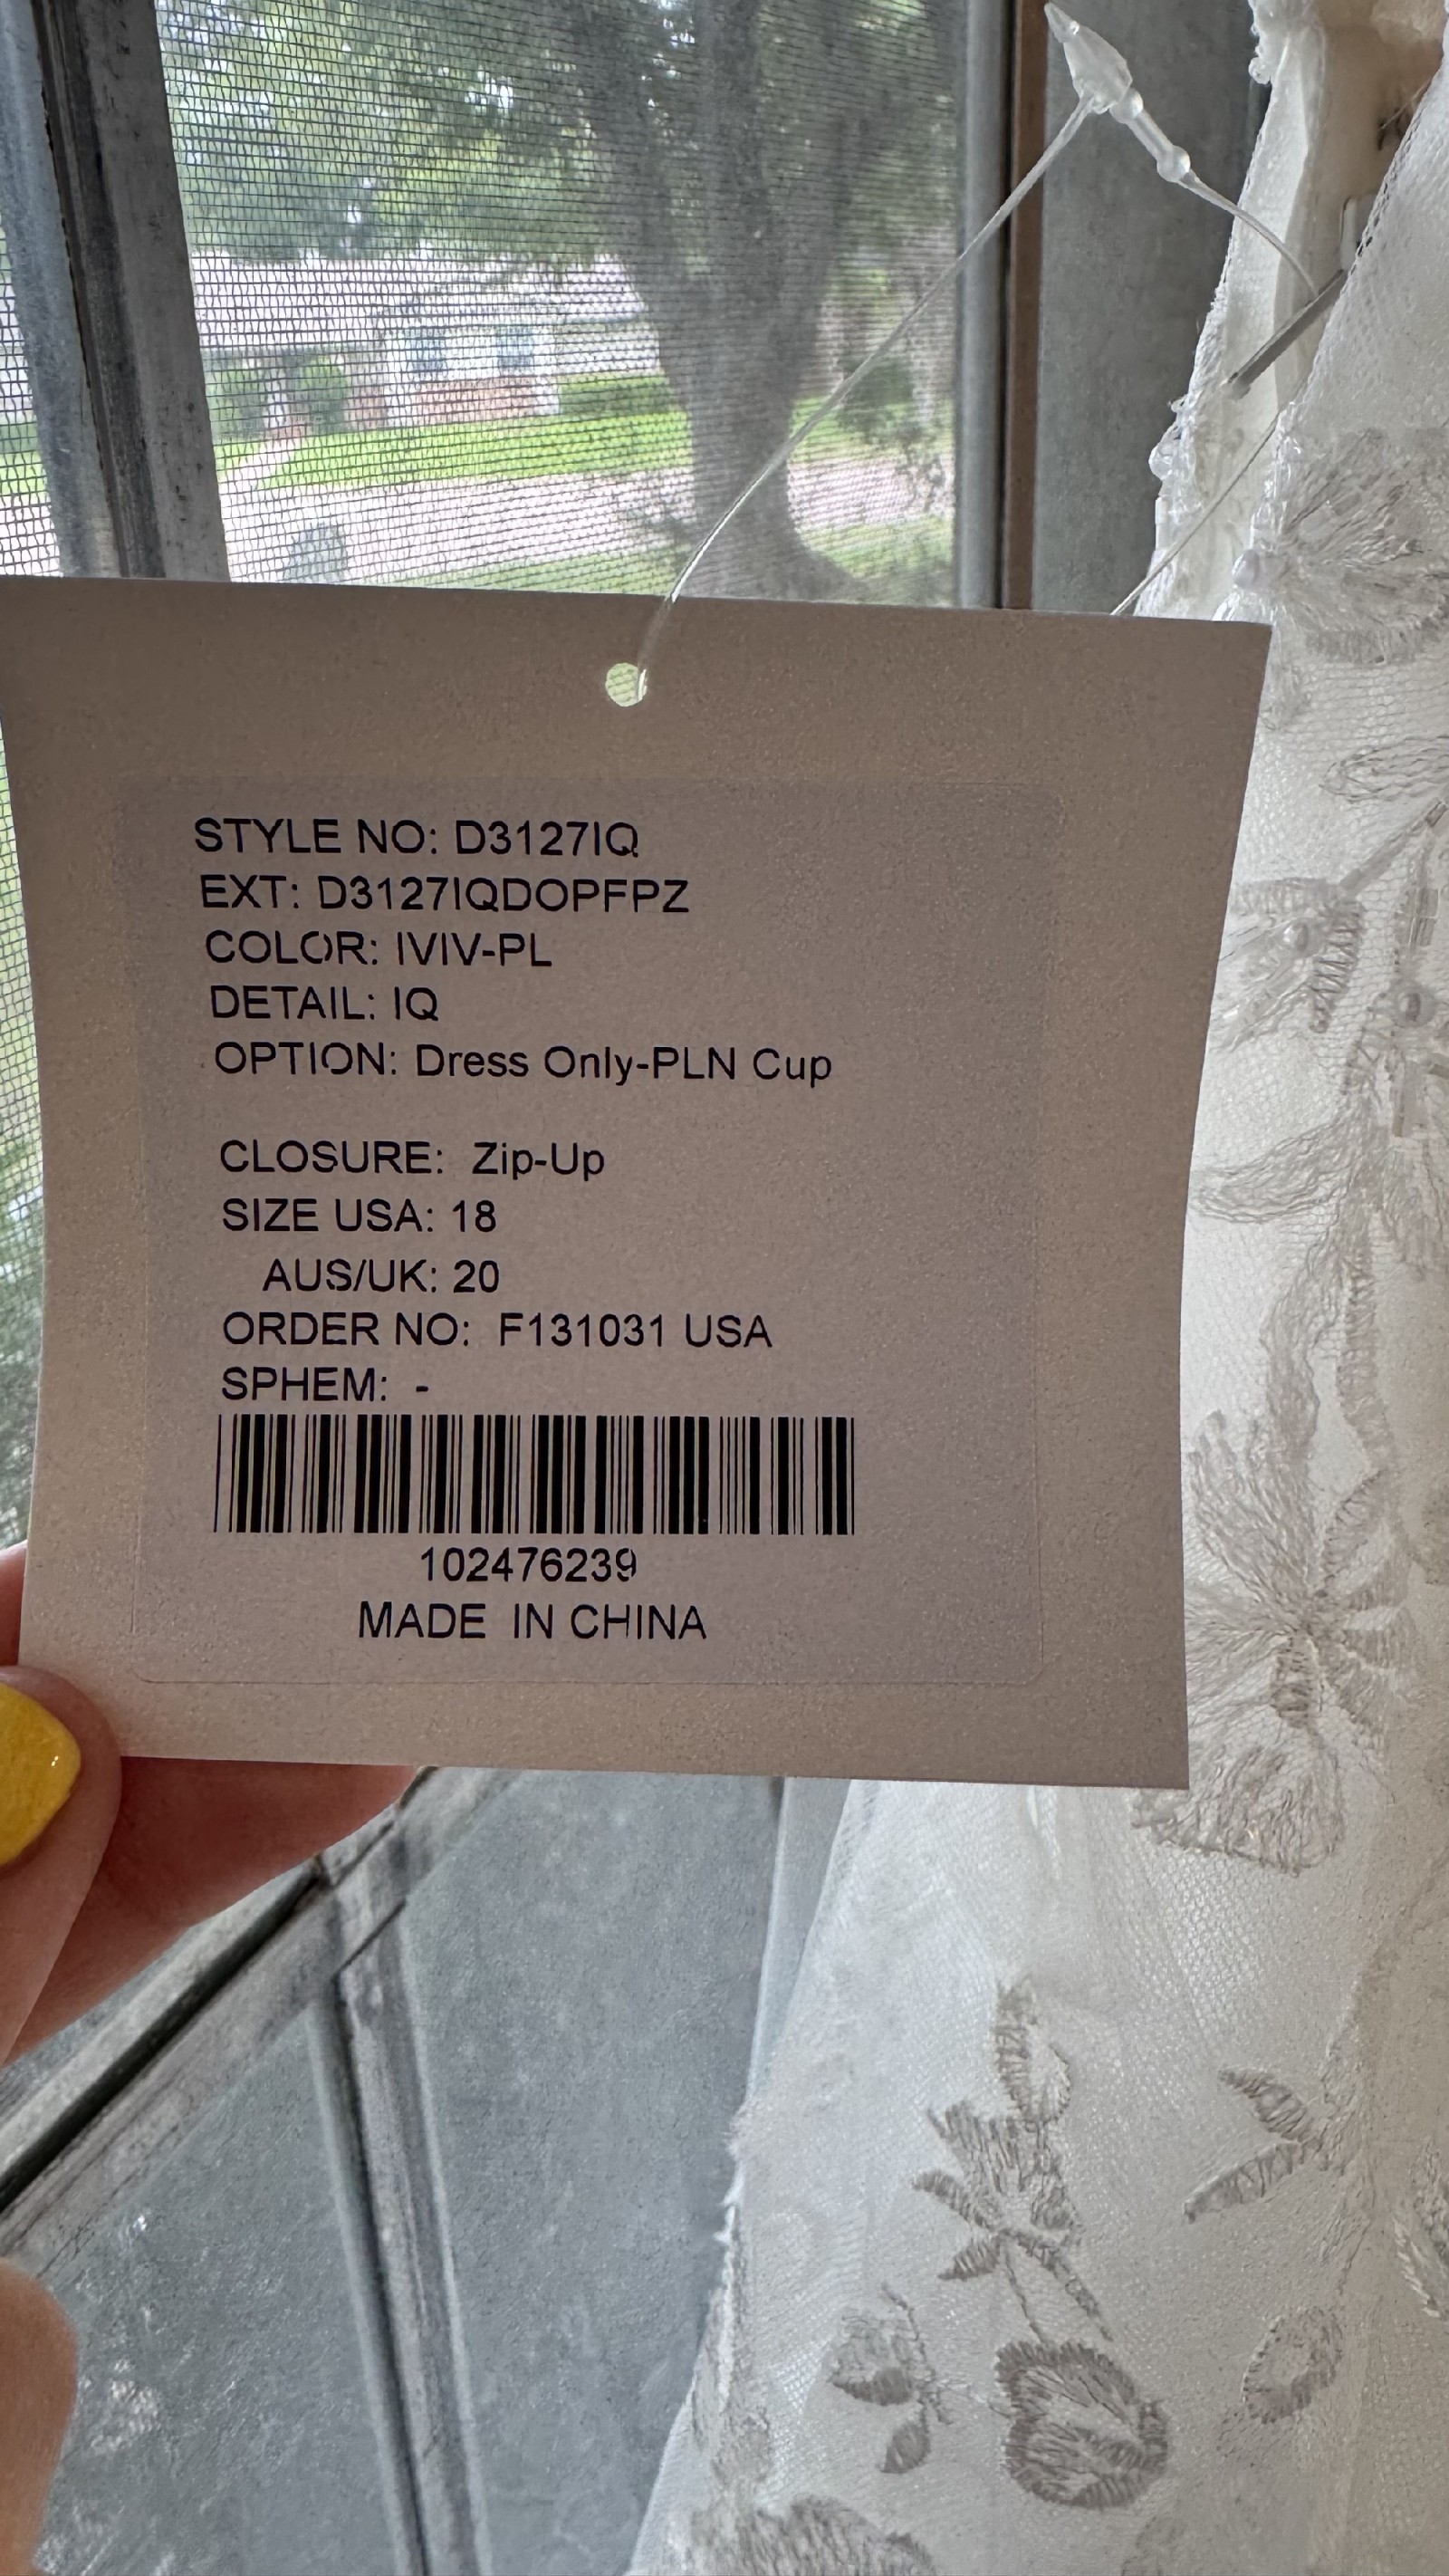 STYLE NO: D3127IQ
EXT: D3127IQDOPFPZ
COLOR: IVIV-PL
DETAIL: IQ
OPTION: Dress Only-PLN Cup
CLOSURE: Zip-Up
SIZE USA: 18
AUS/UK: 20
ORDER NO: F131031 USA
SPHEM: -
102476239
MADE IN CHINA